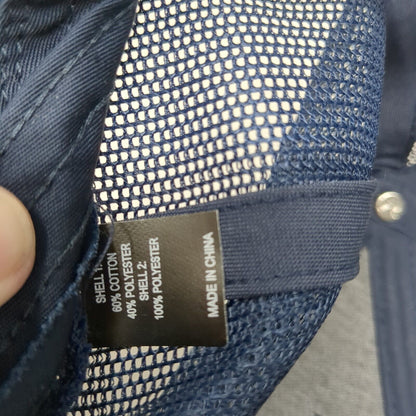 SHELL 1:
60% COTTON
40% POLYESTER
SHELL 2:
100% POLYESTER
MADE IN CHINA